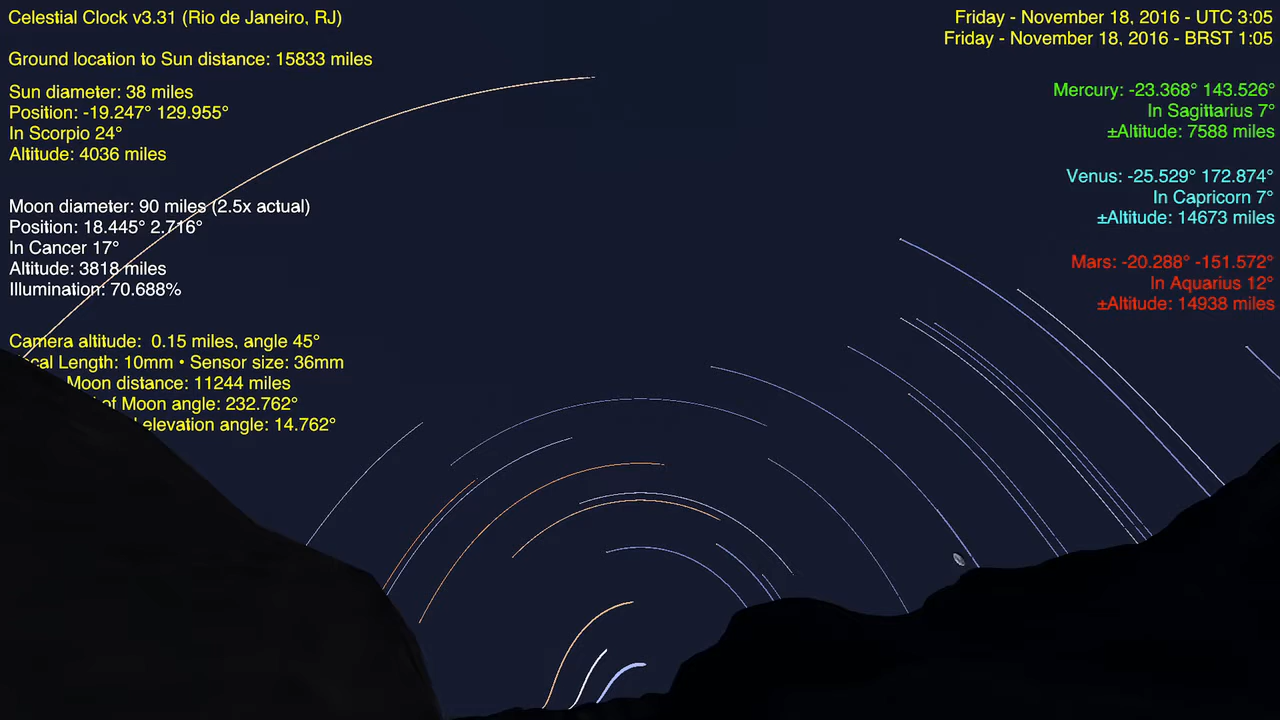 Celestial Clock v3.31 (Rio de Janeiro, RJ)
Ground location to Sun distance: 15833 miles
Sun diameter: 38 miles
Position: -19.247° 129.955°
In Scorpio 24°
Altitude: 4036 miles
Moon diameter: 90 miles (2.5x actual)
Position: 18.445° 2.716°
In Cancer 17°
Altitude: 3818 miles
Illumination: 70.688%
Camera altitude: 0.15 miles, angle 45°
cal Length: 10mm • Sensor size: 36mm
Moon distance: 11244 miles
of Moon angle: 232.762°
elevation angle: 14.762°
Friday - November 18, 2016 - UTC 3:05
Friday - November 18, 2016 - BRST 1:05
Mercury: -23.368° 143.526°
In Sagittarius 7°
±Altitude: 7588 miles
Venus: -25.529° 172.874°
In Capricorn 7°
±Altitude: 14673 miles
Mars: -20.288° -151.572°
In Aquarius 12°
±Altitude: 14938 miles